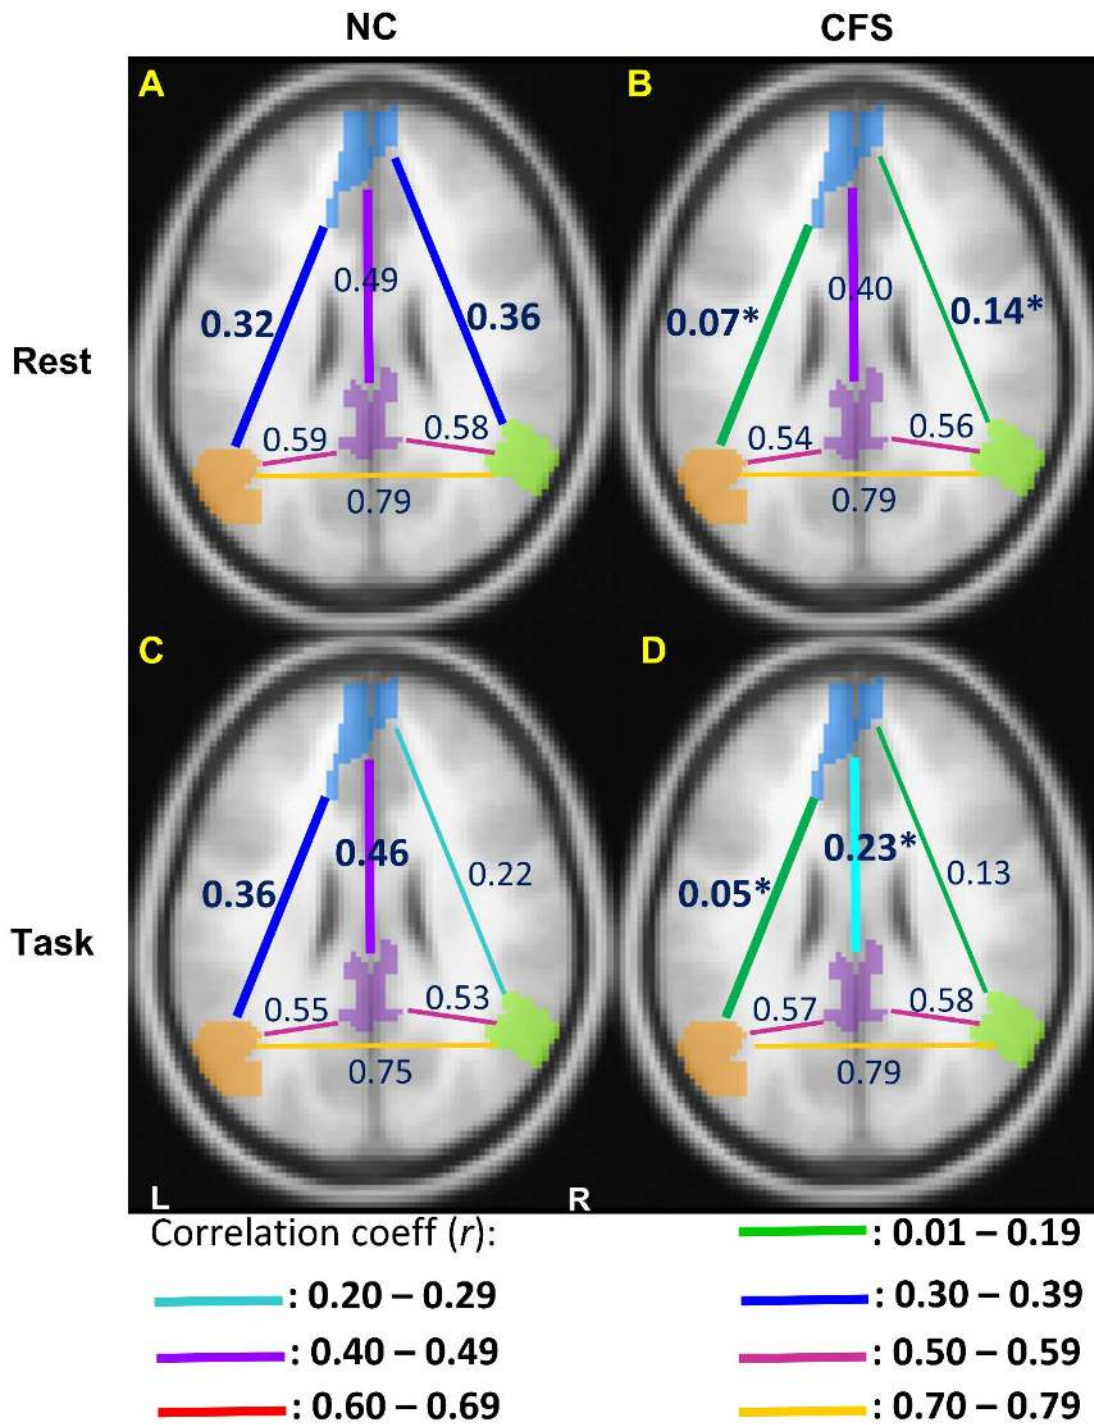 NC CFS
A B
0.49 0.40
0.32 0.36 0.07* 0.14*
Rest
0.59 0.58 0.54 0.56
0.79 0.79
C D
0.46 0.23*
0.36 0.22 0.05* 0.13
Task
0.55 0.53 0.57 0.58
0.75 0.79
L R
Correlation coeff (r): : 0.01 – 0.19
: 0.20 – 0.29 : 0.30 – 0.39
: 0.40 – 0.49 : 0.50 – 0.59
: 0.60 – 0.69 : 0.70 – 0.79